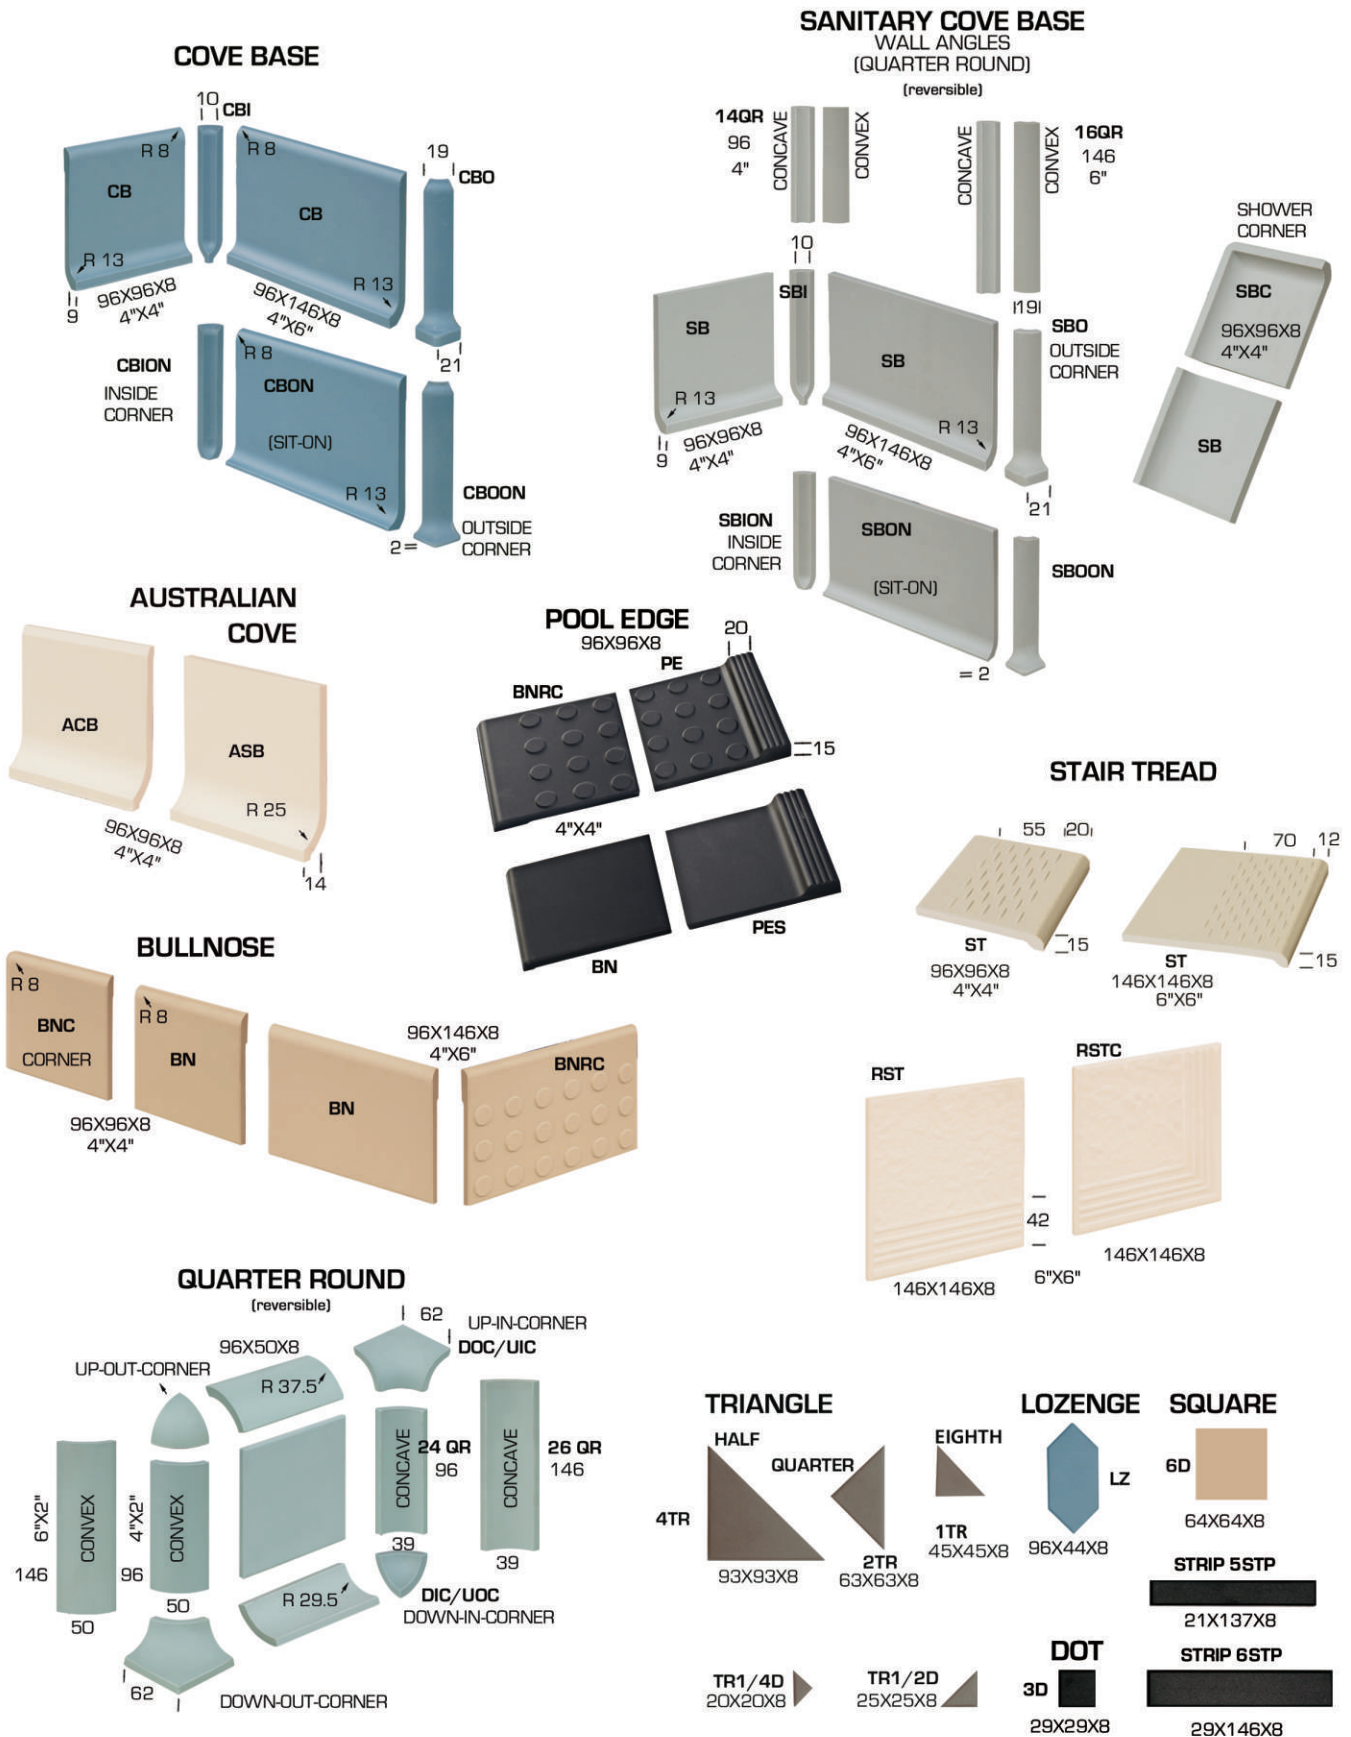 COVE BASE
10
CBI
R 8
R 8
19
CBO
CB
CB
R 13
R 13
9
96X96X8
4"X4"
96X146X8
4"X6"
21
CBION
INSIDE
CORNER
R 8
CBON
(SIT-ON)
R 13
CBOON
OUTSIDE
CORNER
2 =
SANITARY COVE BASE
WALL ANGLES
(QUARTER ROUND)
(reversible)
14QR
96
4"
CONCAVE
CONVEX
CONCAVE
CONVEX
16QR
146
6"
10
SBI
SB
SB
R 13
R 13
9
96X96X8
4"X4"
96X146X8
4"X6"
19
SBO
OUTSIDE
CORNER
21
SBION
INSIDE
CORNER
SBON
(SIT-ON)
SBOON
= 2
SHOWER
CORNER
SBC
96X96X8
4"X4"
SB
AUSTRALIAN
COVE
ACB
ASB
R 25
96X96X8
4"X4"
14
POOL EDGE
96X96X8
20
PE
BNRC
15
4"X4"
PES
BN
STAIR TREAD
55
20
70
12
ST
96X96X8
4"X4"
15
ST
146X146X8
6"X6"
15
RST
RSTC
42
146X146X8
6"X6"
146X146X8
BULLNOSE
R 8
BNC
CORNER
R 8
BN
96X96X8
4"X4"
BN
96X146X8
4"X6"
BNRC
QUARTER ROUND
(reversible)
62
UP-IN-CORNER
DOC/UIC
96X50X8
UP-OUT-CORNER
R 37.5
6"X2"
146
CONVEX
50
4"X2"
96
CONVEX
50
CONCAVE
24 QR
96
39
CONCAVE
26 QR
146
39
R 29.5
DIC/UOC
DOWN-IN-CORNER
62
DOWN-OUT-CORNER
TRIANGLE
HALF
4TR
93X93X8
QUARTER
2TR
63X63X8
EIGHTH
1TR
45X45X8
LOZENGE
LZ
96X44X8
SQUARE
6D
64X64X8
STRIP 5STP
21X137X8
TR1/4D
20X20X8
TR1/2D
25X25X8
DOT
3D
29X29X8
STRIP 6STP
29X146X8